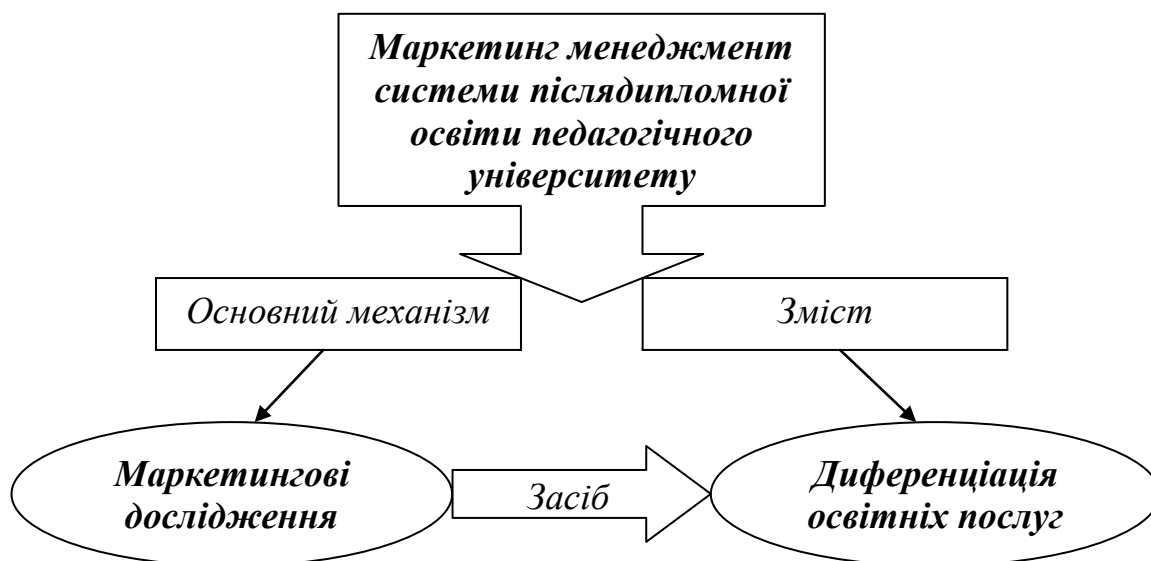 Маркетинг менеджмент
системи післядипломної
освіти педагогічного
університету
Основний механізм
Зміст
Маркетингові
дослідження
Засіб
Диференціація
освітніх послуг